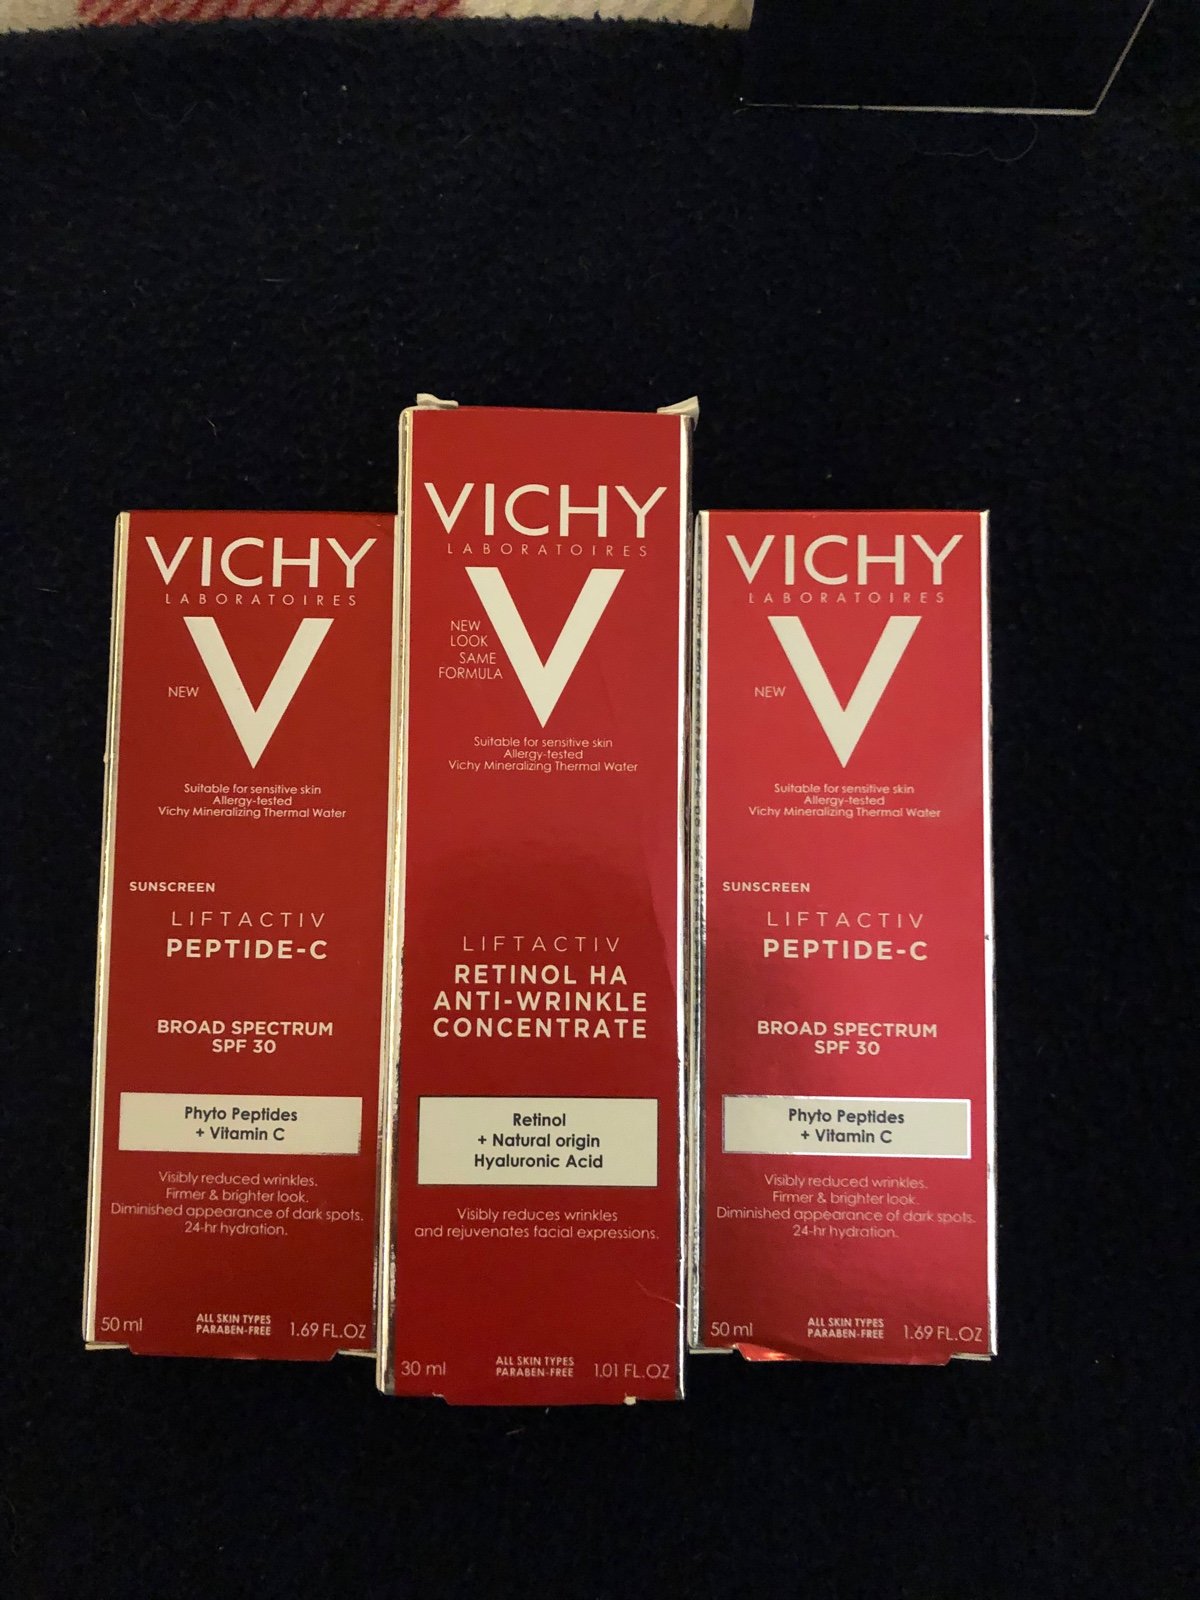 VICHY
LABORATOIRES
NEW
Suitable for sensitive skin
Allergy-tested
Vichy Mineralizing Thermal Water
SUNSCREEN
LIFTACTIV
PEPTIDE-C
BROAD SPECTRUM
SPF 30
Phyto Peptides
+ Vitamin C
Visibly reduced wrinkles.
Firmer & brighter look.
Diminished appearance of dark spots.
24-hr hydration.
50 ml
ALL SKIN TYPES
PARABEN-FREE
1.69 FL.OZ
VICHY
LABORATOIRES
NEW
LOOK
SAME
FORMULA
Suitable for sensitive skin
Allergy-tested
Vichy Mineralizing Thermal Water
LIFTACTIV
RETINOL HA
ANTI-WRINKLE
CONCENTRATE
Retinol
+ Natural origin
Hyaluronic Acid
Visibly reduces wrinkles
and rejuvenates facial expressions.
30 ml
ALL SKIN TYPES
PARABEN-FREE
1.01 FL.OZ
VICHY
LABORATOIRES
NEW
Suitable for sensitive skin
Allergy-tested
Vichy Mineralizing Thermal Water
SUNSCREEN
LIFTACTIV
PEPTIDE-C
BROAD SPECTRUM
SPF 30
Phyto Peptides
+ Vitamin C
Visibly reduced wrinkles.
Firmer & brighter look.
Diminished appearance of dark spots.
24-hr hydration.
50 ml
ALL SKIN TYPES
PARABEN-FREE
1.69 FL.OZ